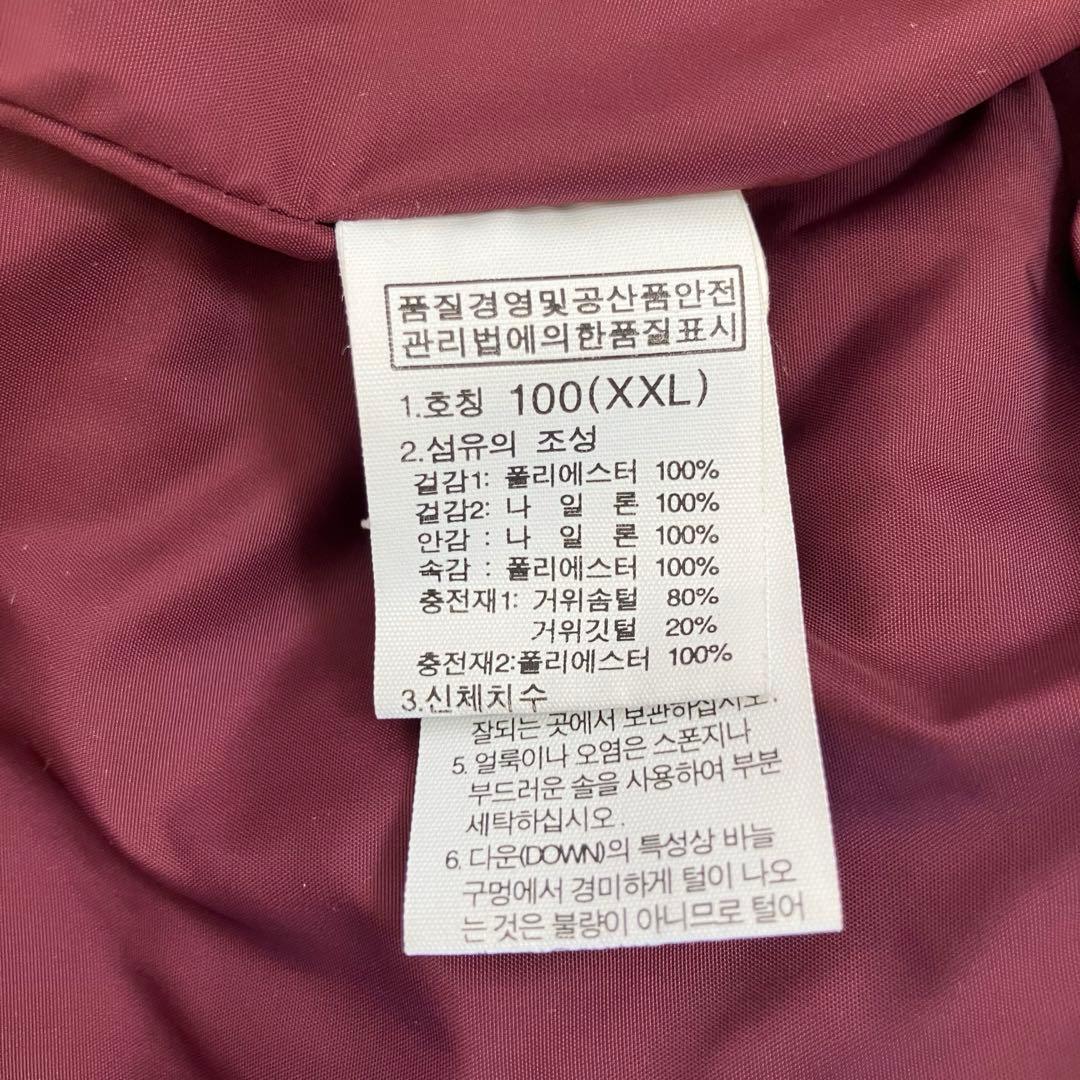 품질경영및공산품안전
관리법에의한품질표시
1.호칭 100(XXL)
2.섬유의 조성
겉감1: 폴리에스터 100%
겉감2: 나 일 론 100%
안감 : 나 일 론 100%
속감 : 폴리에스터 100%
충전재1: 거위솜털 80%
거위깃털 20%
충전재2:폴리에스터 100%
3.신체치수
잘되는 곳에서 보관하십시오.
5. 얼룩이나 오염은 스폰지나
부드러운 솔을 사용하여 부분
세탁하십시오.
6. 다운(DOWN)의 특성상 바늘
구멍에서 경미하게 털이 나오
는 것은 불량이 아니므로 털어